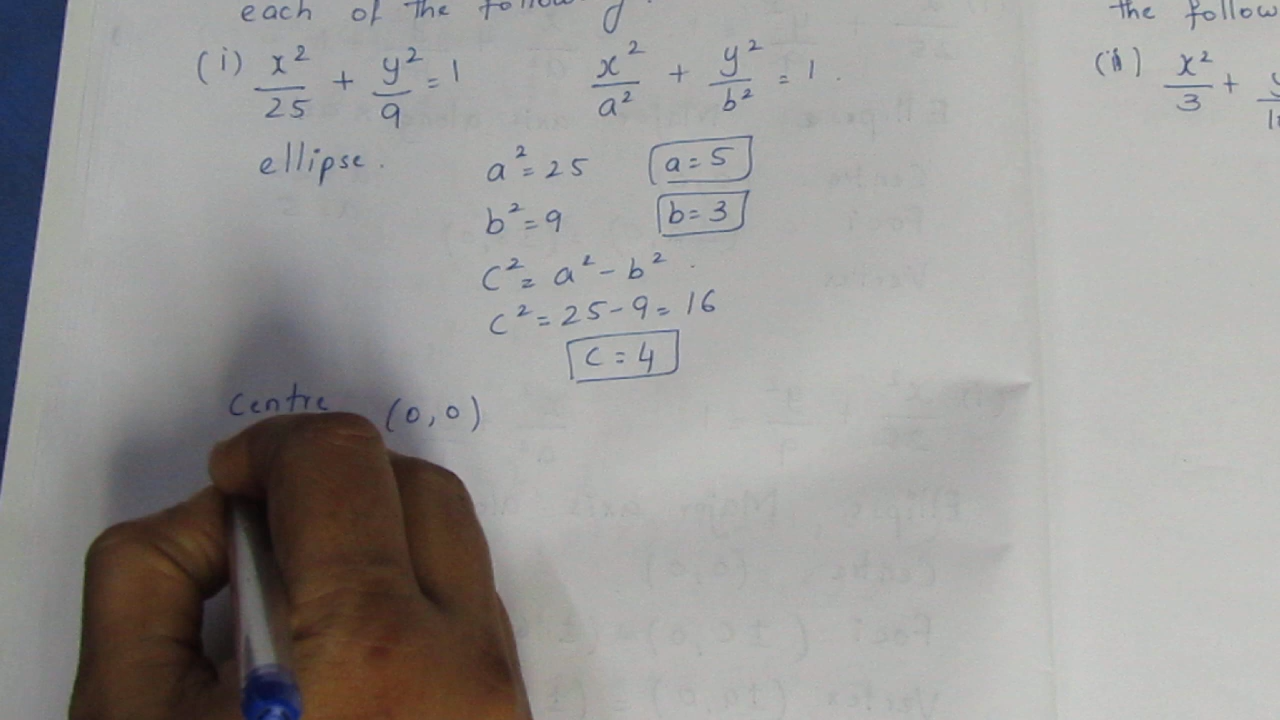 each of the
the follow
(i) x²/25 + y²/9 = 1    x²/a² + y²/b² = 1.
(ii) x²/3 +
ellipse.
a² = 25    a = 5
b² = 9    b = 3
c² = a² - b².
c² = 25 - 9 = 16
c = 4
Centre (0,0)